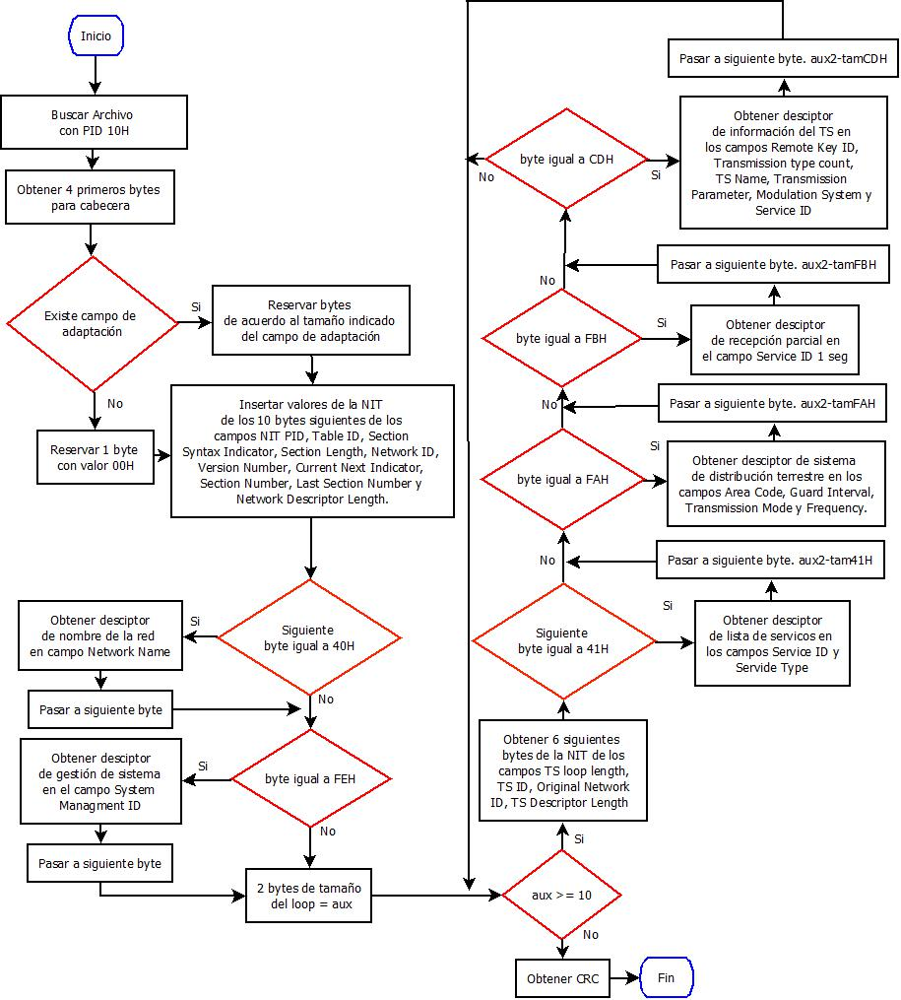 Inicio
Buscar Archivo
con PID 10H
Obtener 4 primeros bytes
para cabecera
Existe campo de
adaptación
Si
Reservar bytes
de acuerdo al tamaño indicado
del campo de adaptación
No
Reservar 1 byte
con valor 00H
Insertar valores de la NIT
de los 10 bytes siguientes de los
campos NIT PID, Table ID, Section
Syntax Indicator, Section Length, Network ID,
Version Number, Current Next Indicator,
Section Number, Last Section Number y
Network Descriptor Length.
Siguiente
byte igual a 40H
Si
Obtener desciptor
de nombre de la red
en campo Network Name
Pasar a siguiente byte
No
byte igual a FEH
Si
Obtener desciptor
de gestión de sistema
en el campo System
Managment ID
Pasar a siguiente byte
No
2 bytes de tamaño
del loop = aux
aux >= 10
No
Obtener CRC
Fin
Si
Obtener 6 siguientes
bytes de la NIT de los
campos TS loop length,
TS ID, Original Network
ID, TS Descriptor Length
Siguiente
byte igual a 41H
Si
Obtener desciptor
de lista de servicos en
los campos Service ID y
Servide Type
Pasar a siguiente byte. aux2-tam41H
No
byte igual a FAH
Si
Obtener desciptor de sistema
de distribución terrestre en los
campos Area Code, Guard Interval,
Transmission Mode y Frequency.
Pasar a siguiente byte. aux2-tamFAH
No
byte igual a FBH
Si
Obtener desciptor
de recepción parcial en
el campo Service ID 1 seg
Pasar a siguiente byte. aux2-tamFBH
No
byte igual a CDH
No
Si
Obtener desciptor
de información del TS en
los campos Remote Key ID,
Transmission type count,
TS Name, Transmission
Parameter, Modulation System y
Service ID
Pasar a siguiente byte. aux2-tamCDH